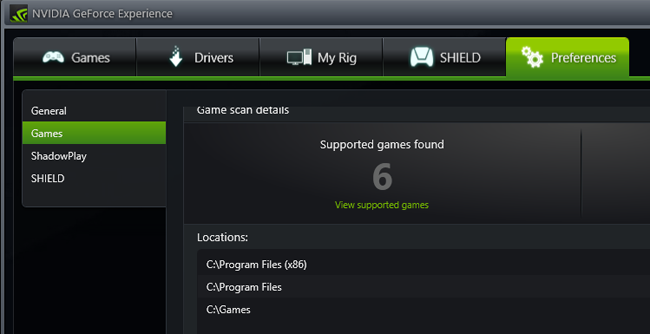 NVIDIA GeForce Experience
Games Drivers My Rig SHIELD Preferences
General
Games
ShadowPlay
SHIELD
Game scan details
Supported games found
6
View supported games
Locations:
C:\Program Files (x86)
C:\Program Files
C:\Games